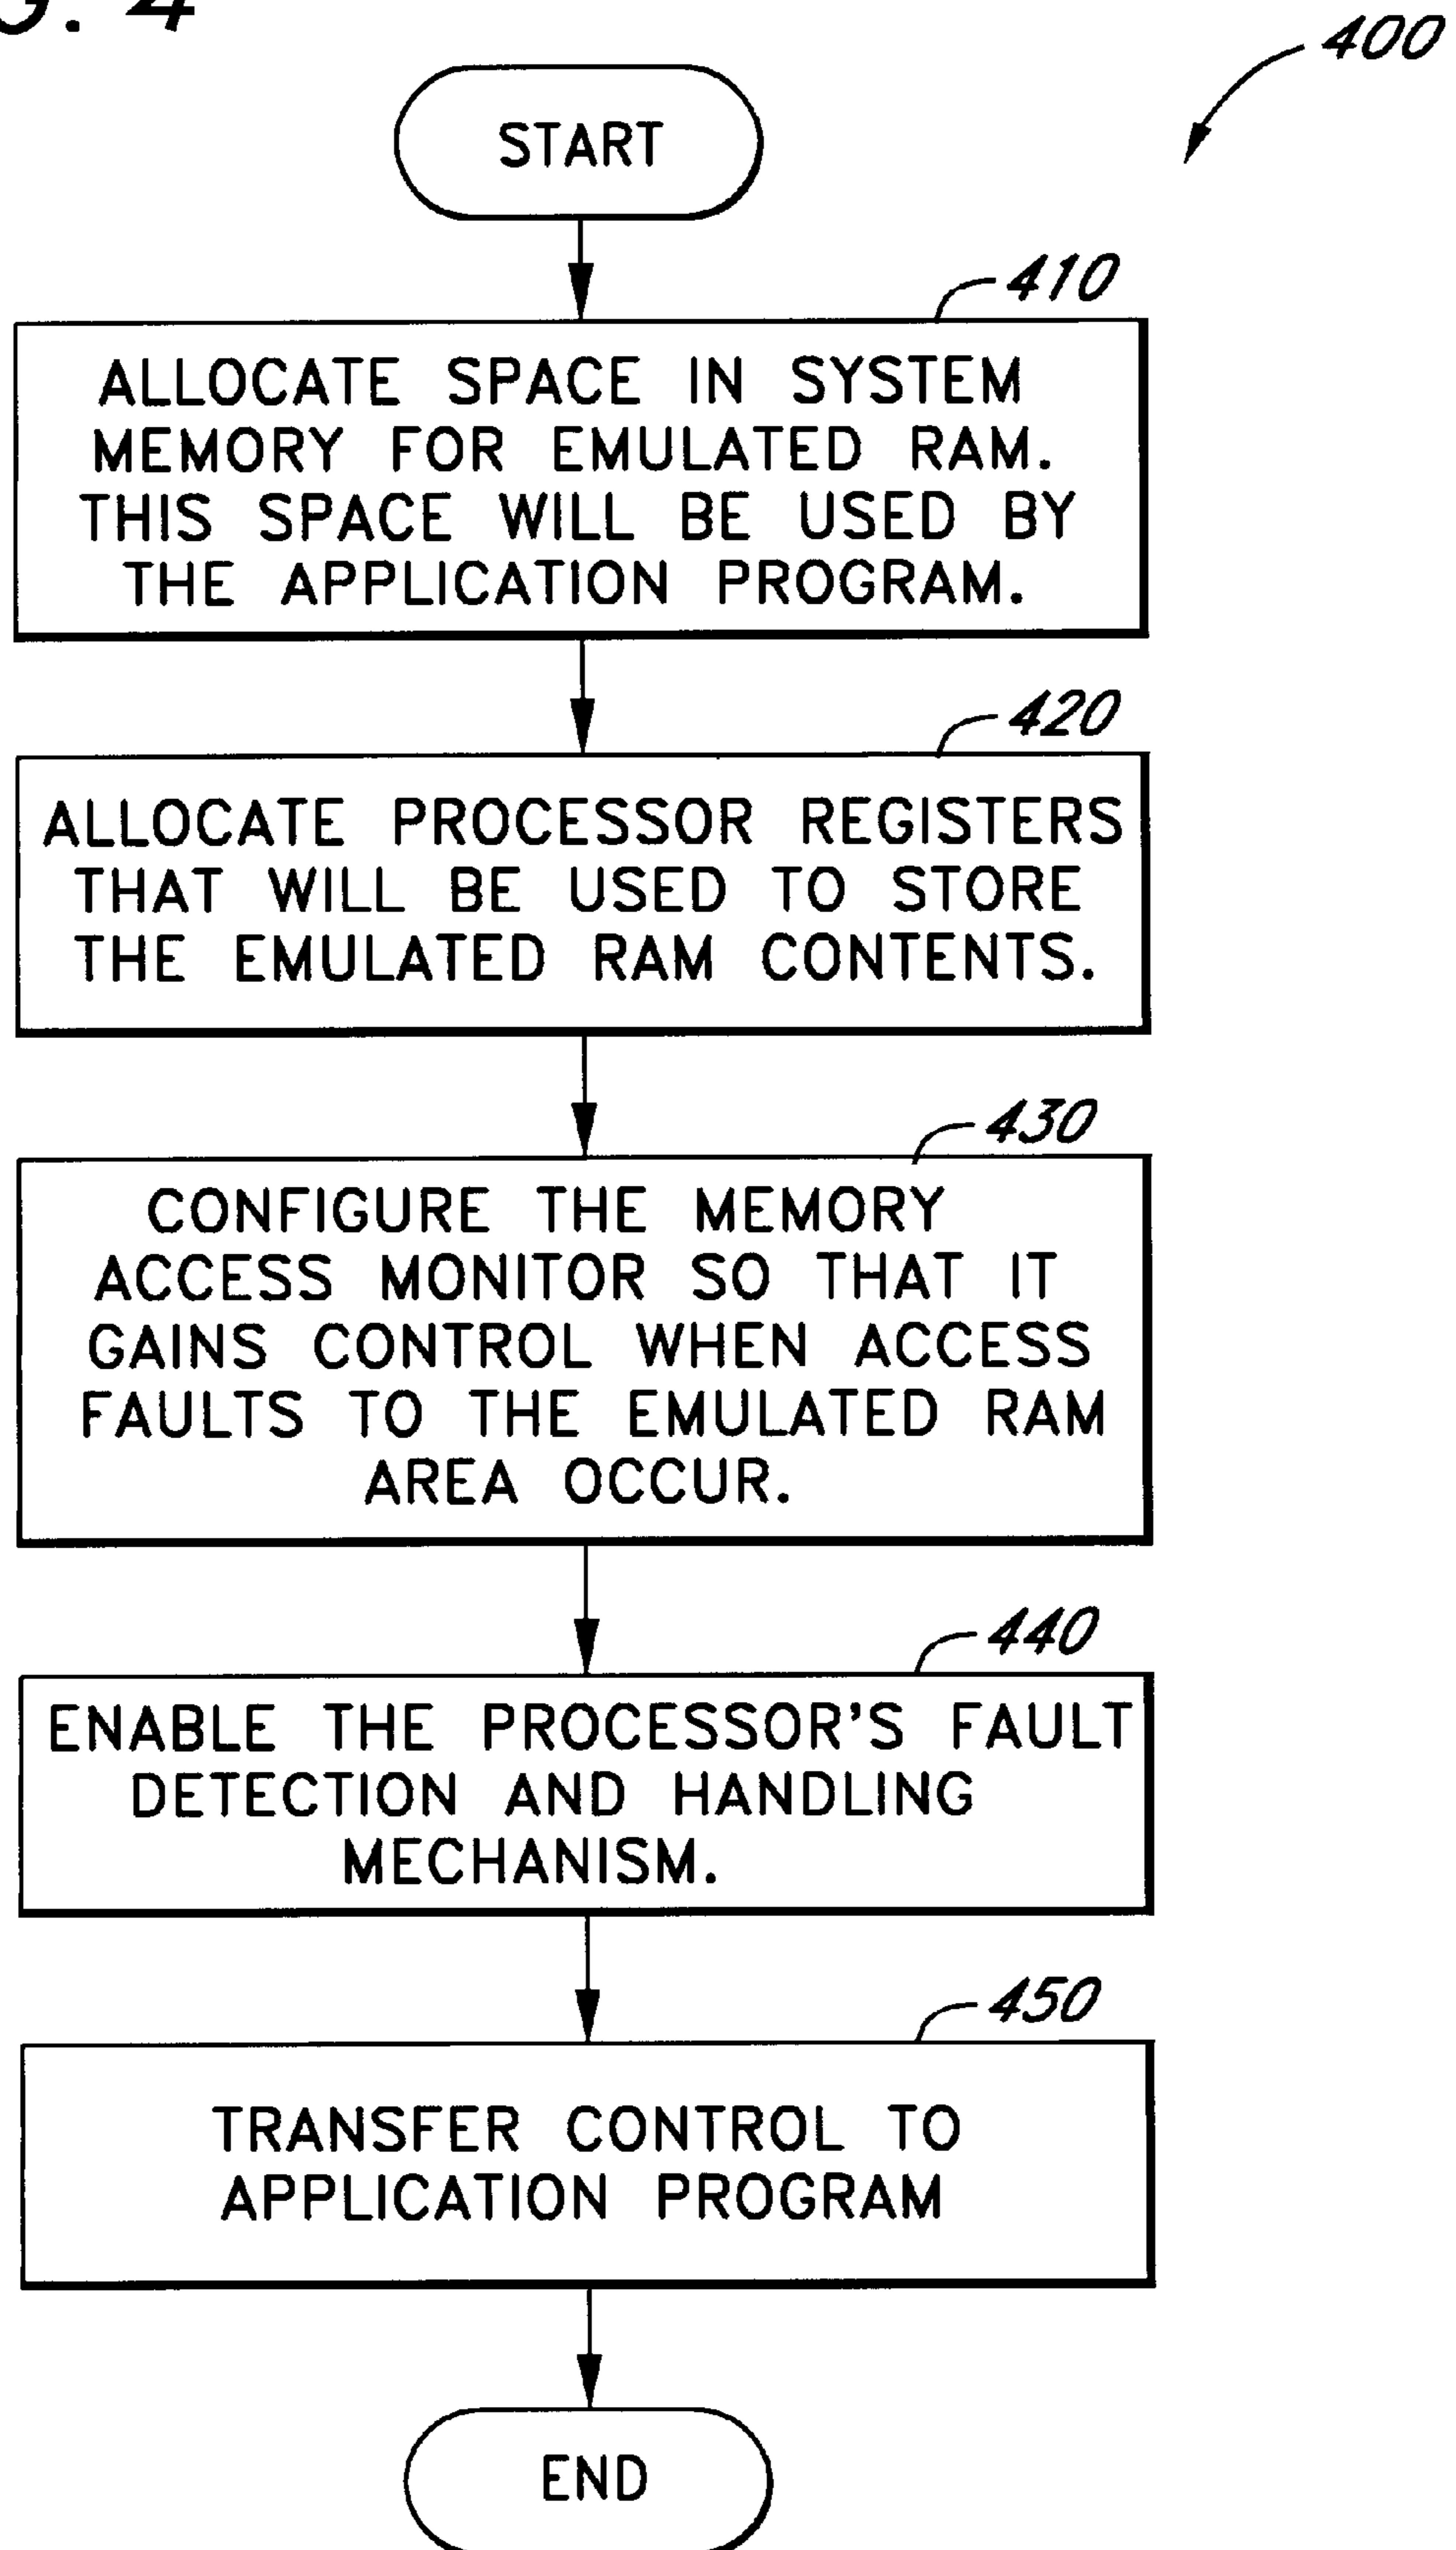 G. 4
400
START
410
ALLOCATE SPACE IN SYSTEM
MEMORY FOR EMULATED RAM.
THIS SPACE WILL BE USED BY
THE APPLICATION PROGRAM.
420
ALLOCATE PROCESSOR REGISTERS
THAT WILL BE USED TO STORE
THE EMULATED RAM CONTENTS.
430
CONFIGURE THE MEMORY
ACCESS MONITOR SO THAT IT
GAINS CONTROL WHEN ACCESS
FAULTS TO THE EMULATED RAM
AREA OCCUR.
440
ENABLE THE PROCESSOR'S FAULT
DETECTION AND HANDLING
MECHANISM.
450
TRANSFER CONTROL TO
APPLICATION PROGRAM
END